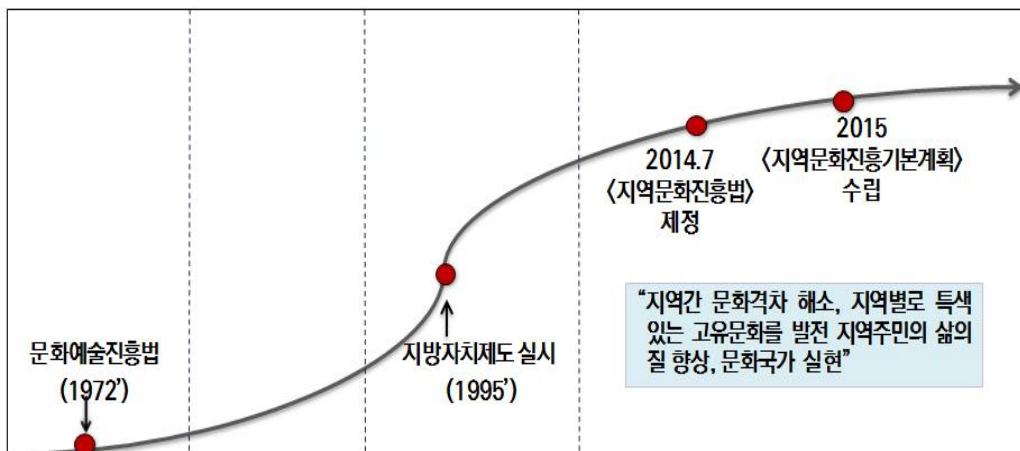 문화예술진흥법
(1972')
지방자치제도 실시
(1995')
2014.7
<지역문화진흥법>
제정
2015
<지역문화진흥기본계획>
수립
“지역간 문화격차 해소, 지역별로 특색
있는 고유문화를 발전 지역주민의 삶의
질 향상, 문화국가 실현”